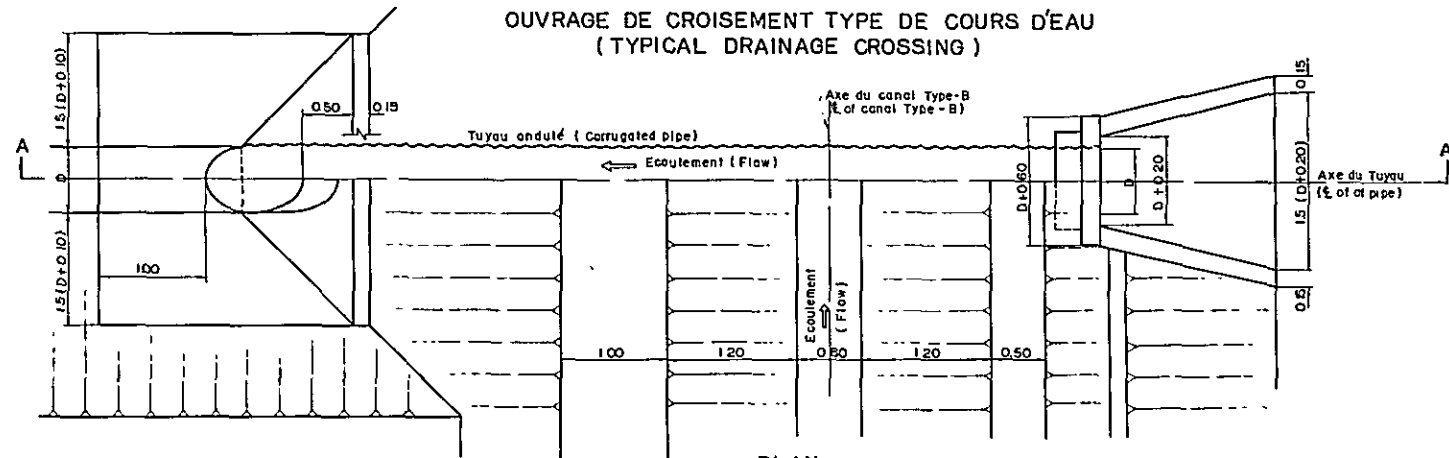 OUVRAGE DE CROISEMENT TYPE DE COURS D'EAU
( TYPICAL DRAINAGE CROSSING )
1.5 (D+0.10)
D
1.5 (D+0.10)
0.50
0.15
1.00
A
Tuyau ondulé ( Corrugated pipe )
Ecoulement ( Flow )
Axe du canal Type-B
(℄ of canal Type - B )
Ecoulement
( Flow )
1.00
1.20
0.60
1.20
0.50
D+0.60
D
D + 0.20
0.15
1.5 (D+0.20)
0.15
A
Axe du Tuyau
(℄ of at pipe)
PLAN